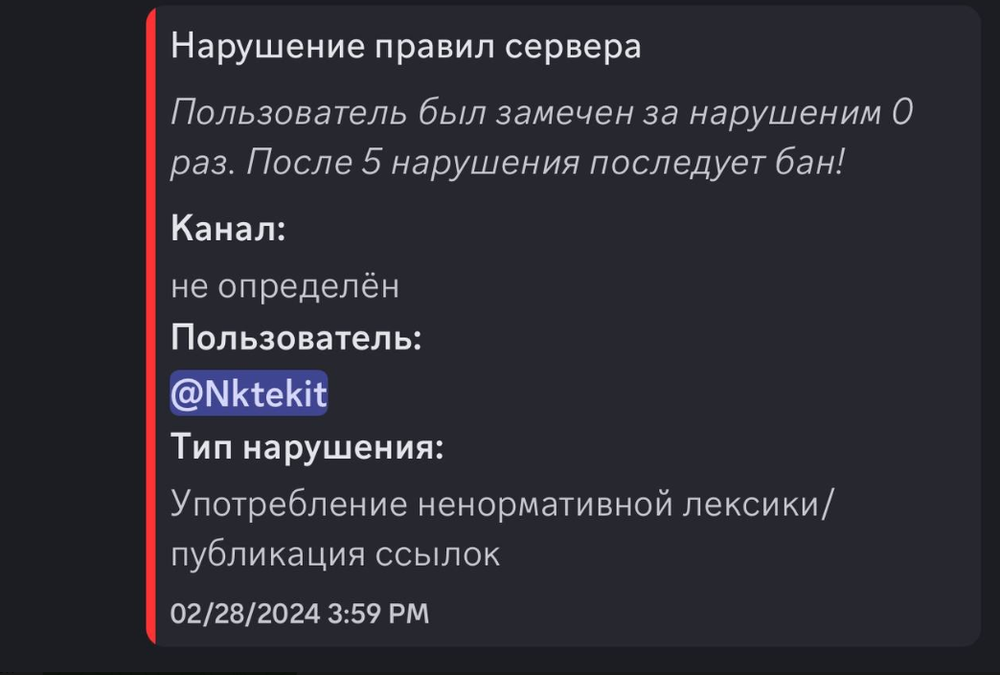 Нарушение правил сервера
Пользователь был замечен за нарушеним 0
раз. После 5 нарушения последует бан!
Канал:
не определён
Пользователь:
@Nktekit
Тип нарушения:
Употребление ненормативной лексики/
публикация ссылок
02/28/2024 3:59 PM